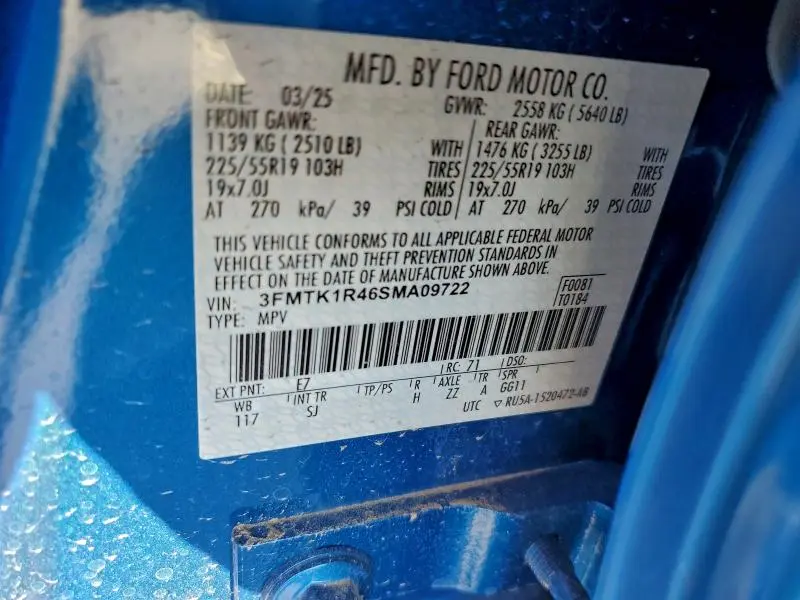 MFD. BY FORD MOTOR CO.
DATE: 03/25 GVWR: 2558 KG ( 5640 LB)
FRONT GAWR: REAR GAWR:
1139 KG ( 2510 LB) WITH 1476 KG ( 3255 LB) WITH
225/55R19 103H TIRES 225/55R19 103H TIRES
19x7.0J RIMS 19x7.0J RIMS
AT 270 kPa/ 39 PSI COLD AT 270 kPa/ 39 PSI COLD
THIS VEHICLE CONFORMS TO ALL APPLICABLE FEDERAL MOTOR
VEHICLE SAFETY AND THEFT PREVENTION STANDARDS IN
EFFECT ON THE DATE OF MANUFACTURE SHOWN ABOVE.
VIN: 3FMTK1R46SMA09722 F0081
TYPE: MPV T0184
EXT PNT: E7 RC: 71 DSO:
WB INT TR TP/PS R AXLE TR SPR
117 SJ H ZZ A GG11
UTC ▽ RU5A-1520472-AB